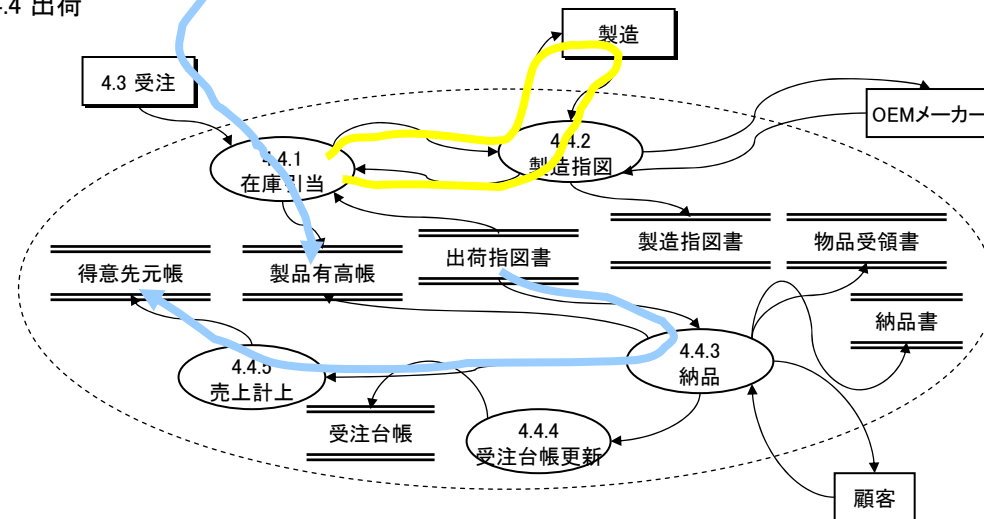 4.4 出荷
製造
4.3 受注
OEMメーカー
4.4.1
在庫引当
4.4.2
製造指図
出荷指図書
製造指図書
物品受領書
得意先元帳
製品有高帳
納品書
4.4.3
納品
4.4.5
売上計上
受注台帳
4.4.4
受注台帳更新
顧客